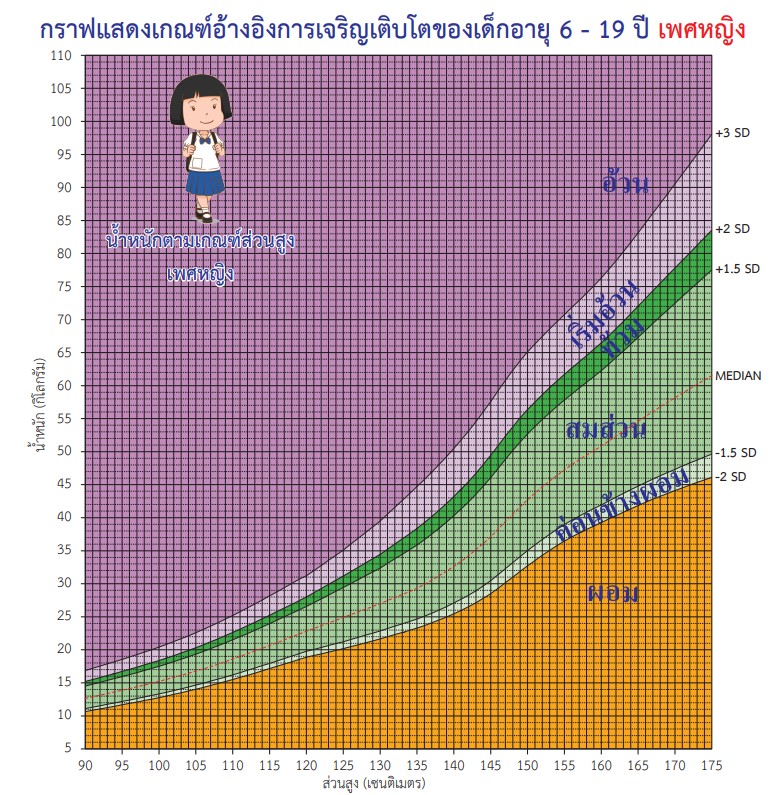 กราฟแสดงเกณฑ์อ้างอิงการเจริญเติบโตของเด็กอายุ 6 - 19 ปี เพศหญิง
110
105
100
95
90
85
80
75
70
65
60
55
50
45
40
35
30
25
20
15
10
5
น้ำหนัก (กิโลกรัม)
น้ำหนักตามเกณฑ์ส่วนสูง
เพศหญิง
อ้วน
เริ่มอ้วน
ท้วม
สมส่วน
ค่อนข้างผอม
ผอม
+3 SD
+2 SD
+1.5 SD
MEDIAN
-1.5 SD
-2 SD
90 95 100 105 110 115 120 125 130 135 140 145 150 155 160 165 170 175
ส่วนสูง (เซนติเมตร)